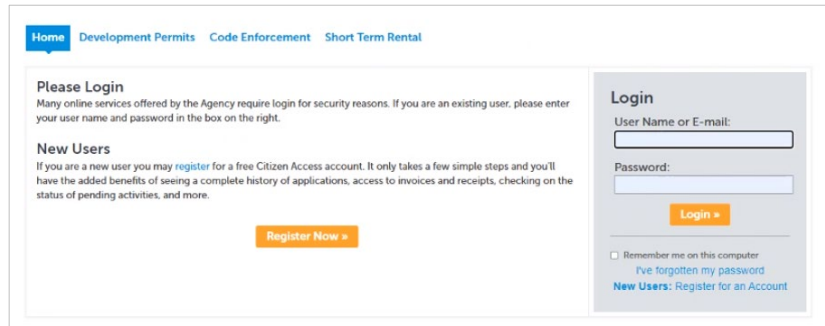 Home Development Permits Code Enforcement Short Term Rental
Please Login
Many online services offered by the Agency require login for security reasons. If you are an existing user, please enter
your user name and password in the box on the right.
New Users
If you are a new user you may register for a free Citizen Access account. It only takes a few simple steps and you'll
have the added benefits of seeing a complete history of applications, access to invoices and receipts, checking on the
status of pending activities, and more.
Register Now »
Login
User Name or E-mail:
Password:
Login »
Remember me on this computer
I've forgotten my password
New Users: Register for an Account